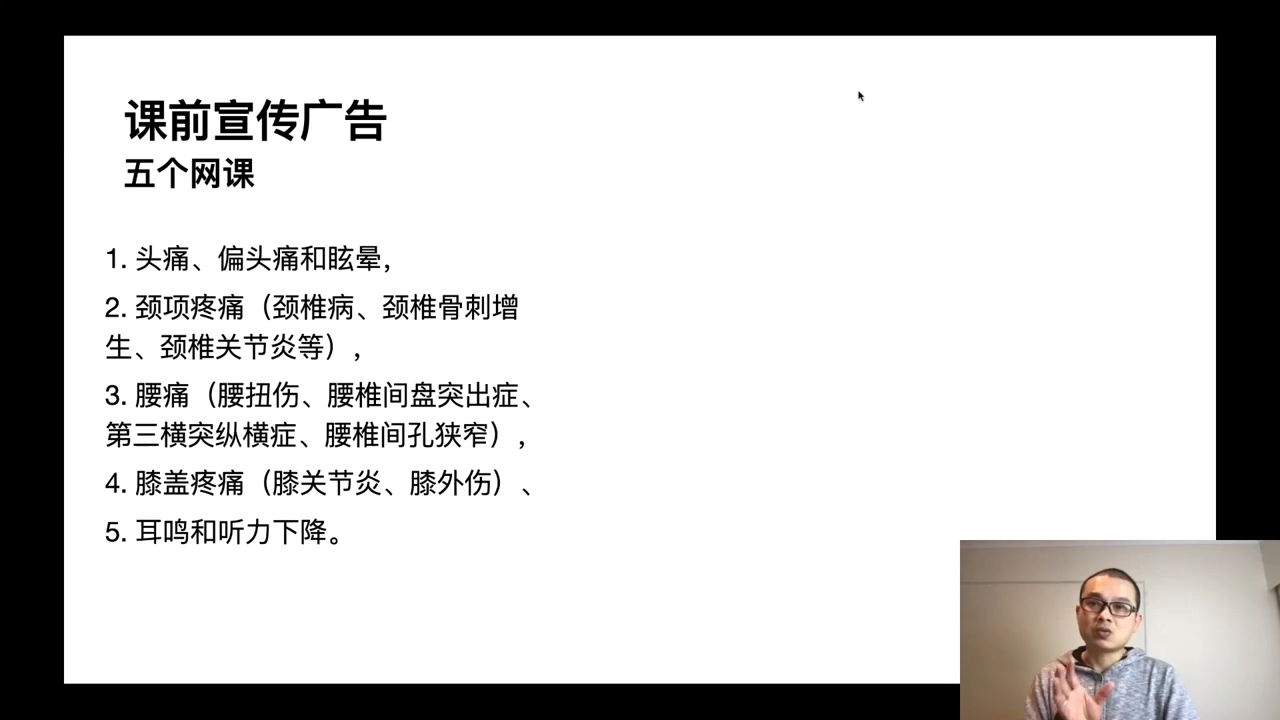 课前宣传广告
五个网课
1. 头痛、偏头痛和眩晕，
2. 颈项疼痛（颈椎病、颈椎骨刺增
生、颈椎关节炎等），
3. 腰痛（腰扭伤、腰椎间盘突出症、
第三横突纵横症、腰椎间孔狭窄），
4. 膝盖疼痛（膝关节炎、膝外伤）、
5. 耳鸣和听力下降。